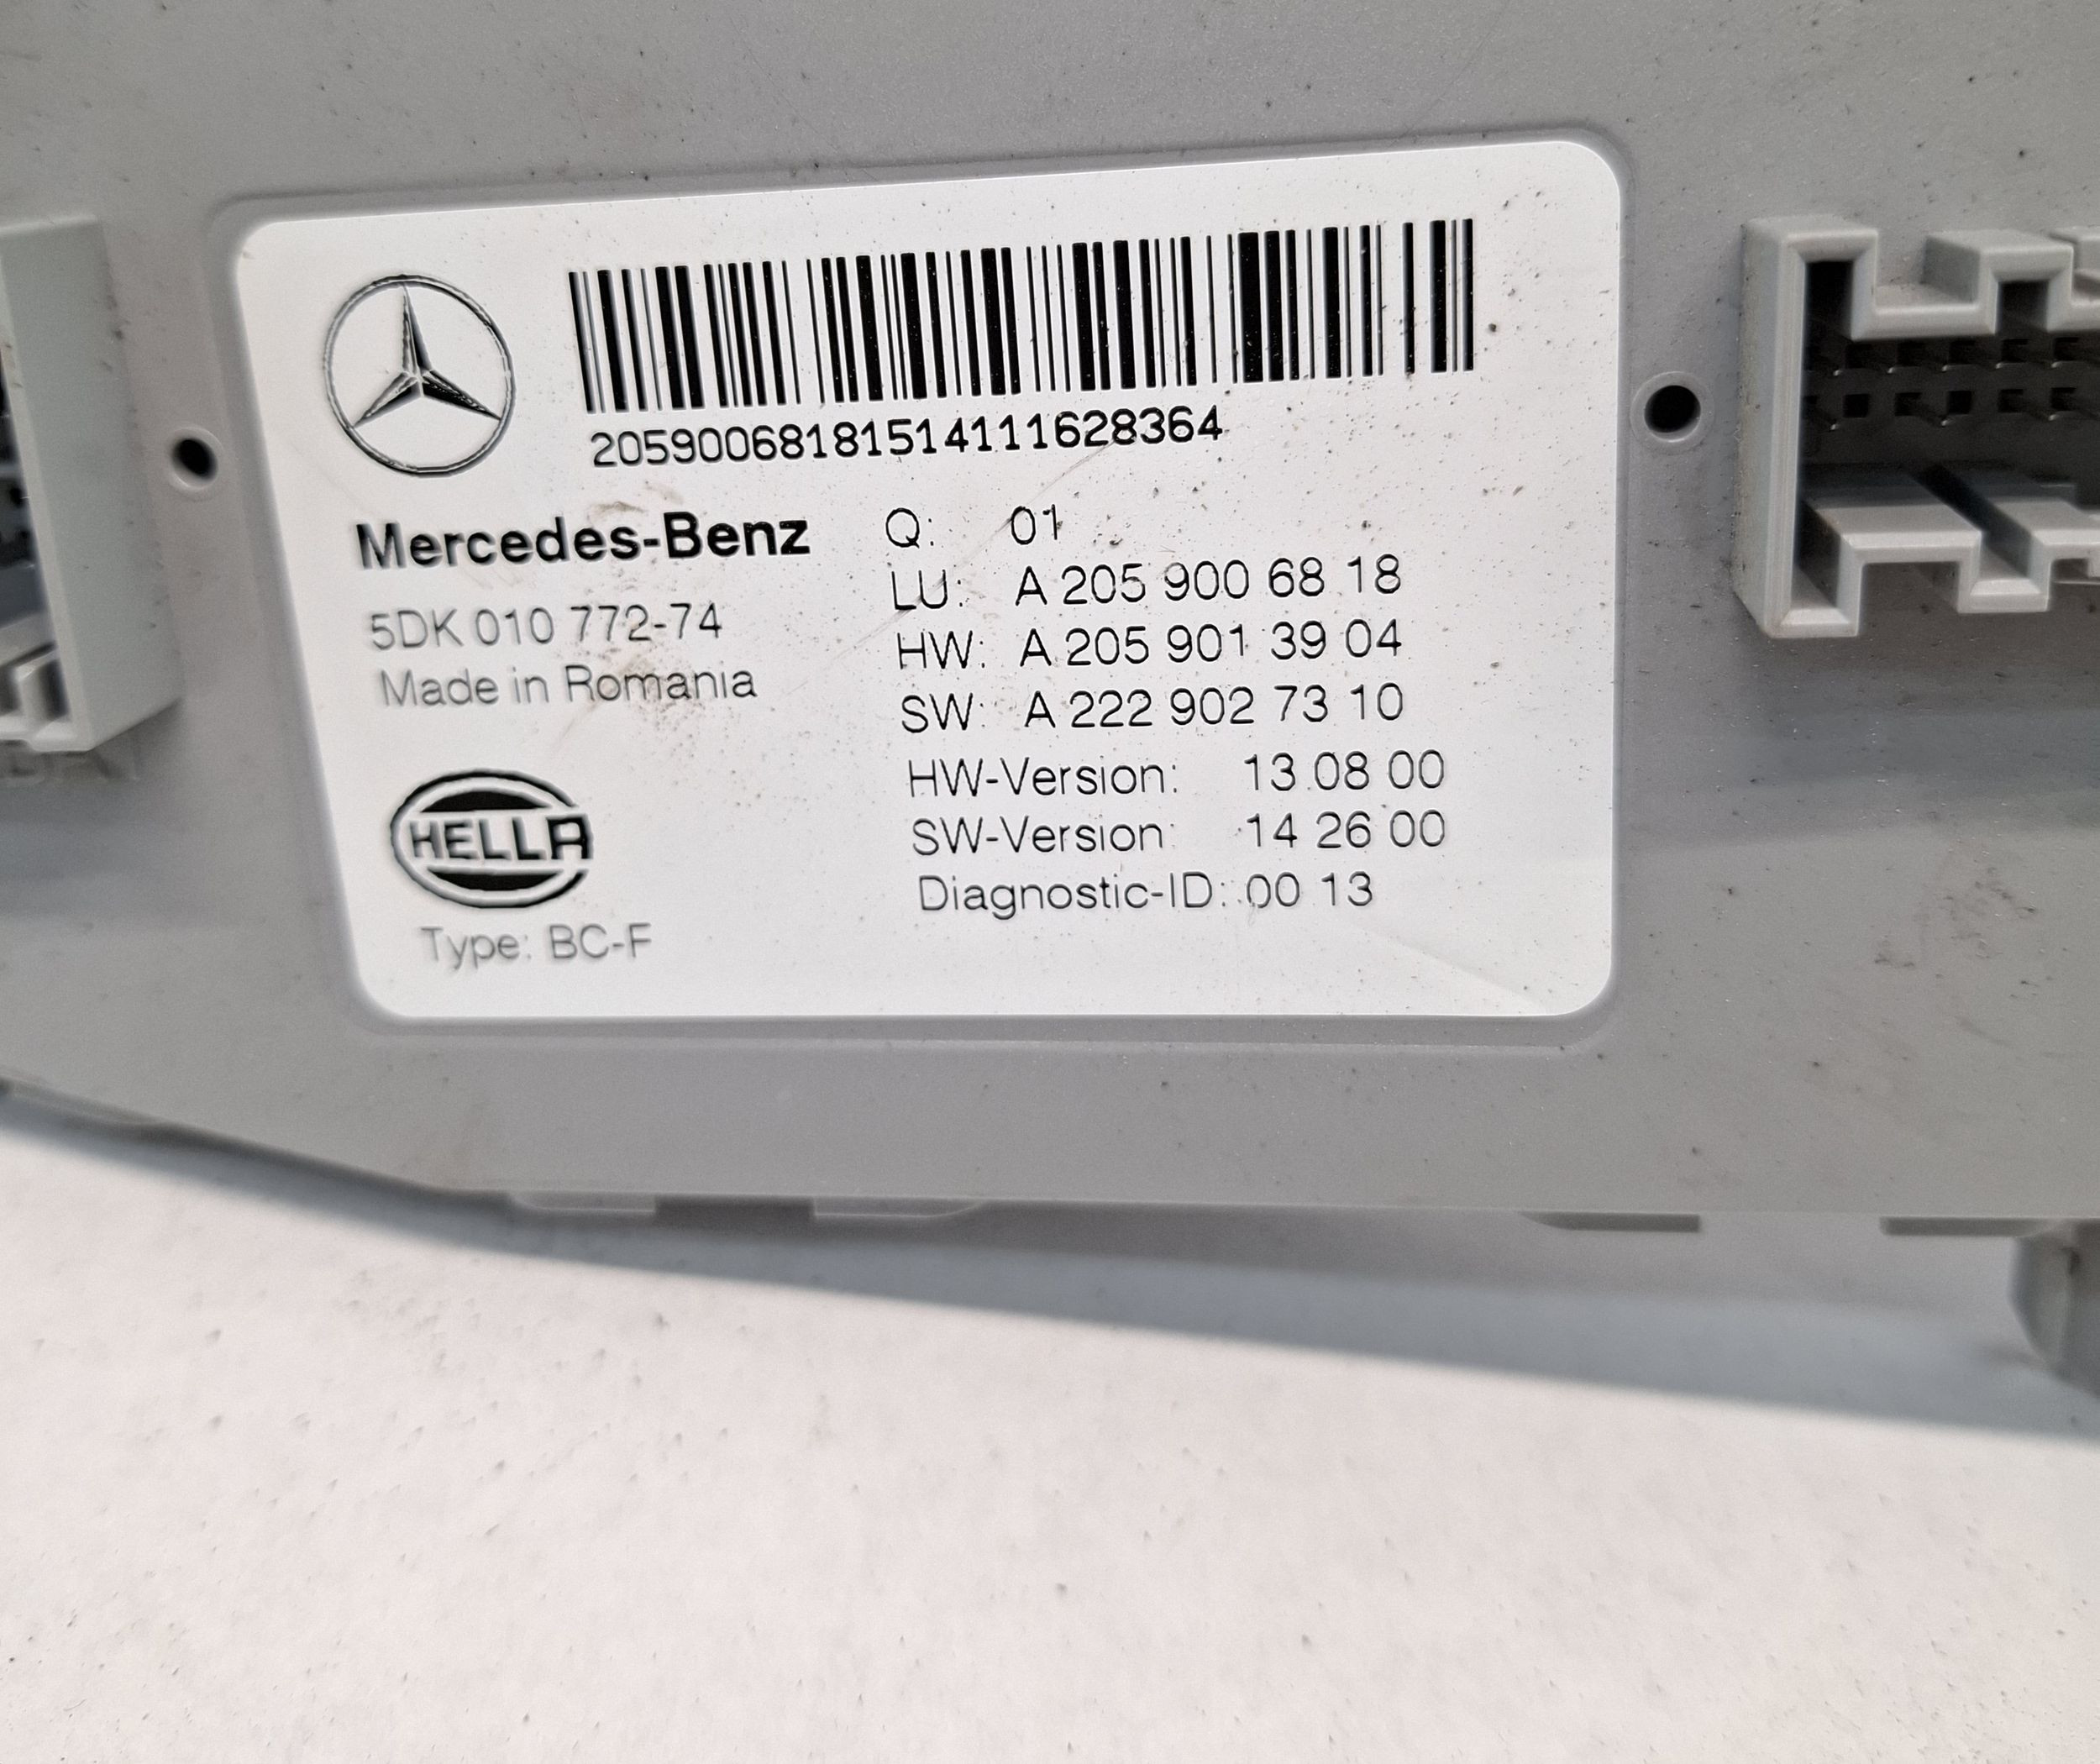 20590068181514111628364
Mercedes-Benz
5DK 010 772-74
Made in Romania
HELLA
Type: BC-F
Q: 01
LU: A 205 900 68 18
HW: A 205 901 39 04
SW: A 222 902 73 10
HW-Version: 13 08 00
SW-Version: 14 26 00
Diagnostic-ID: 00 13